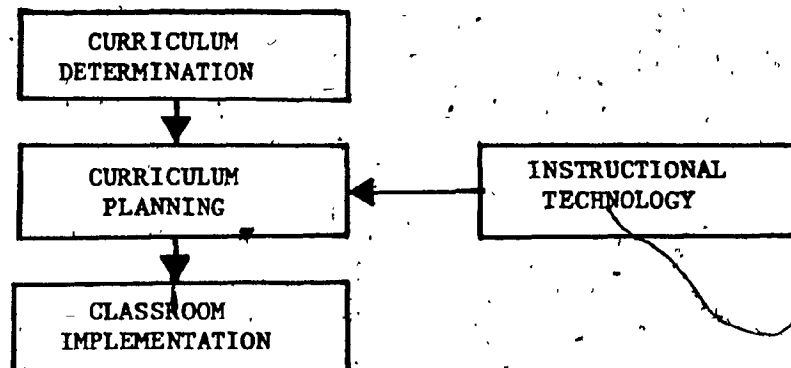 CURRICULUM
DETERMINATION
CURRICULUM
PLANNING
INSTRUCTIONAL
TECHNOLOGY
CLASSROOM
IMPLEMENTATION